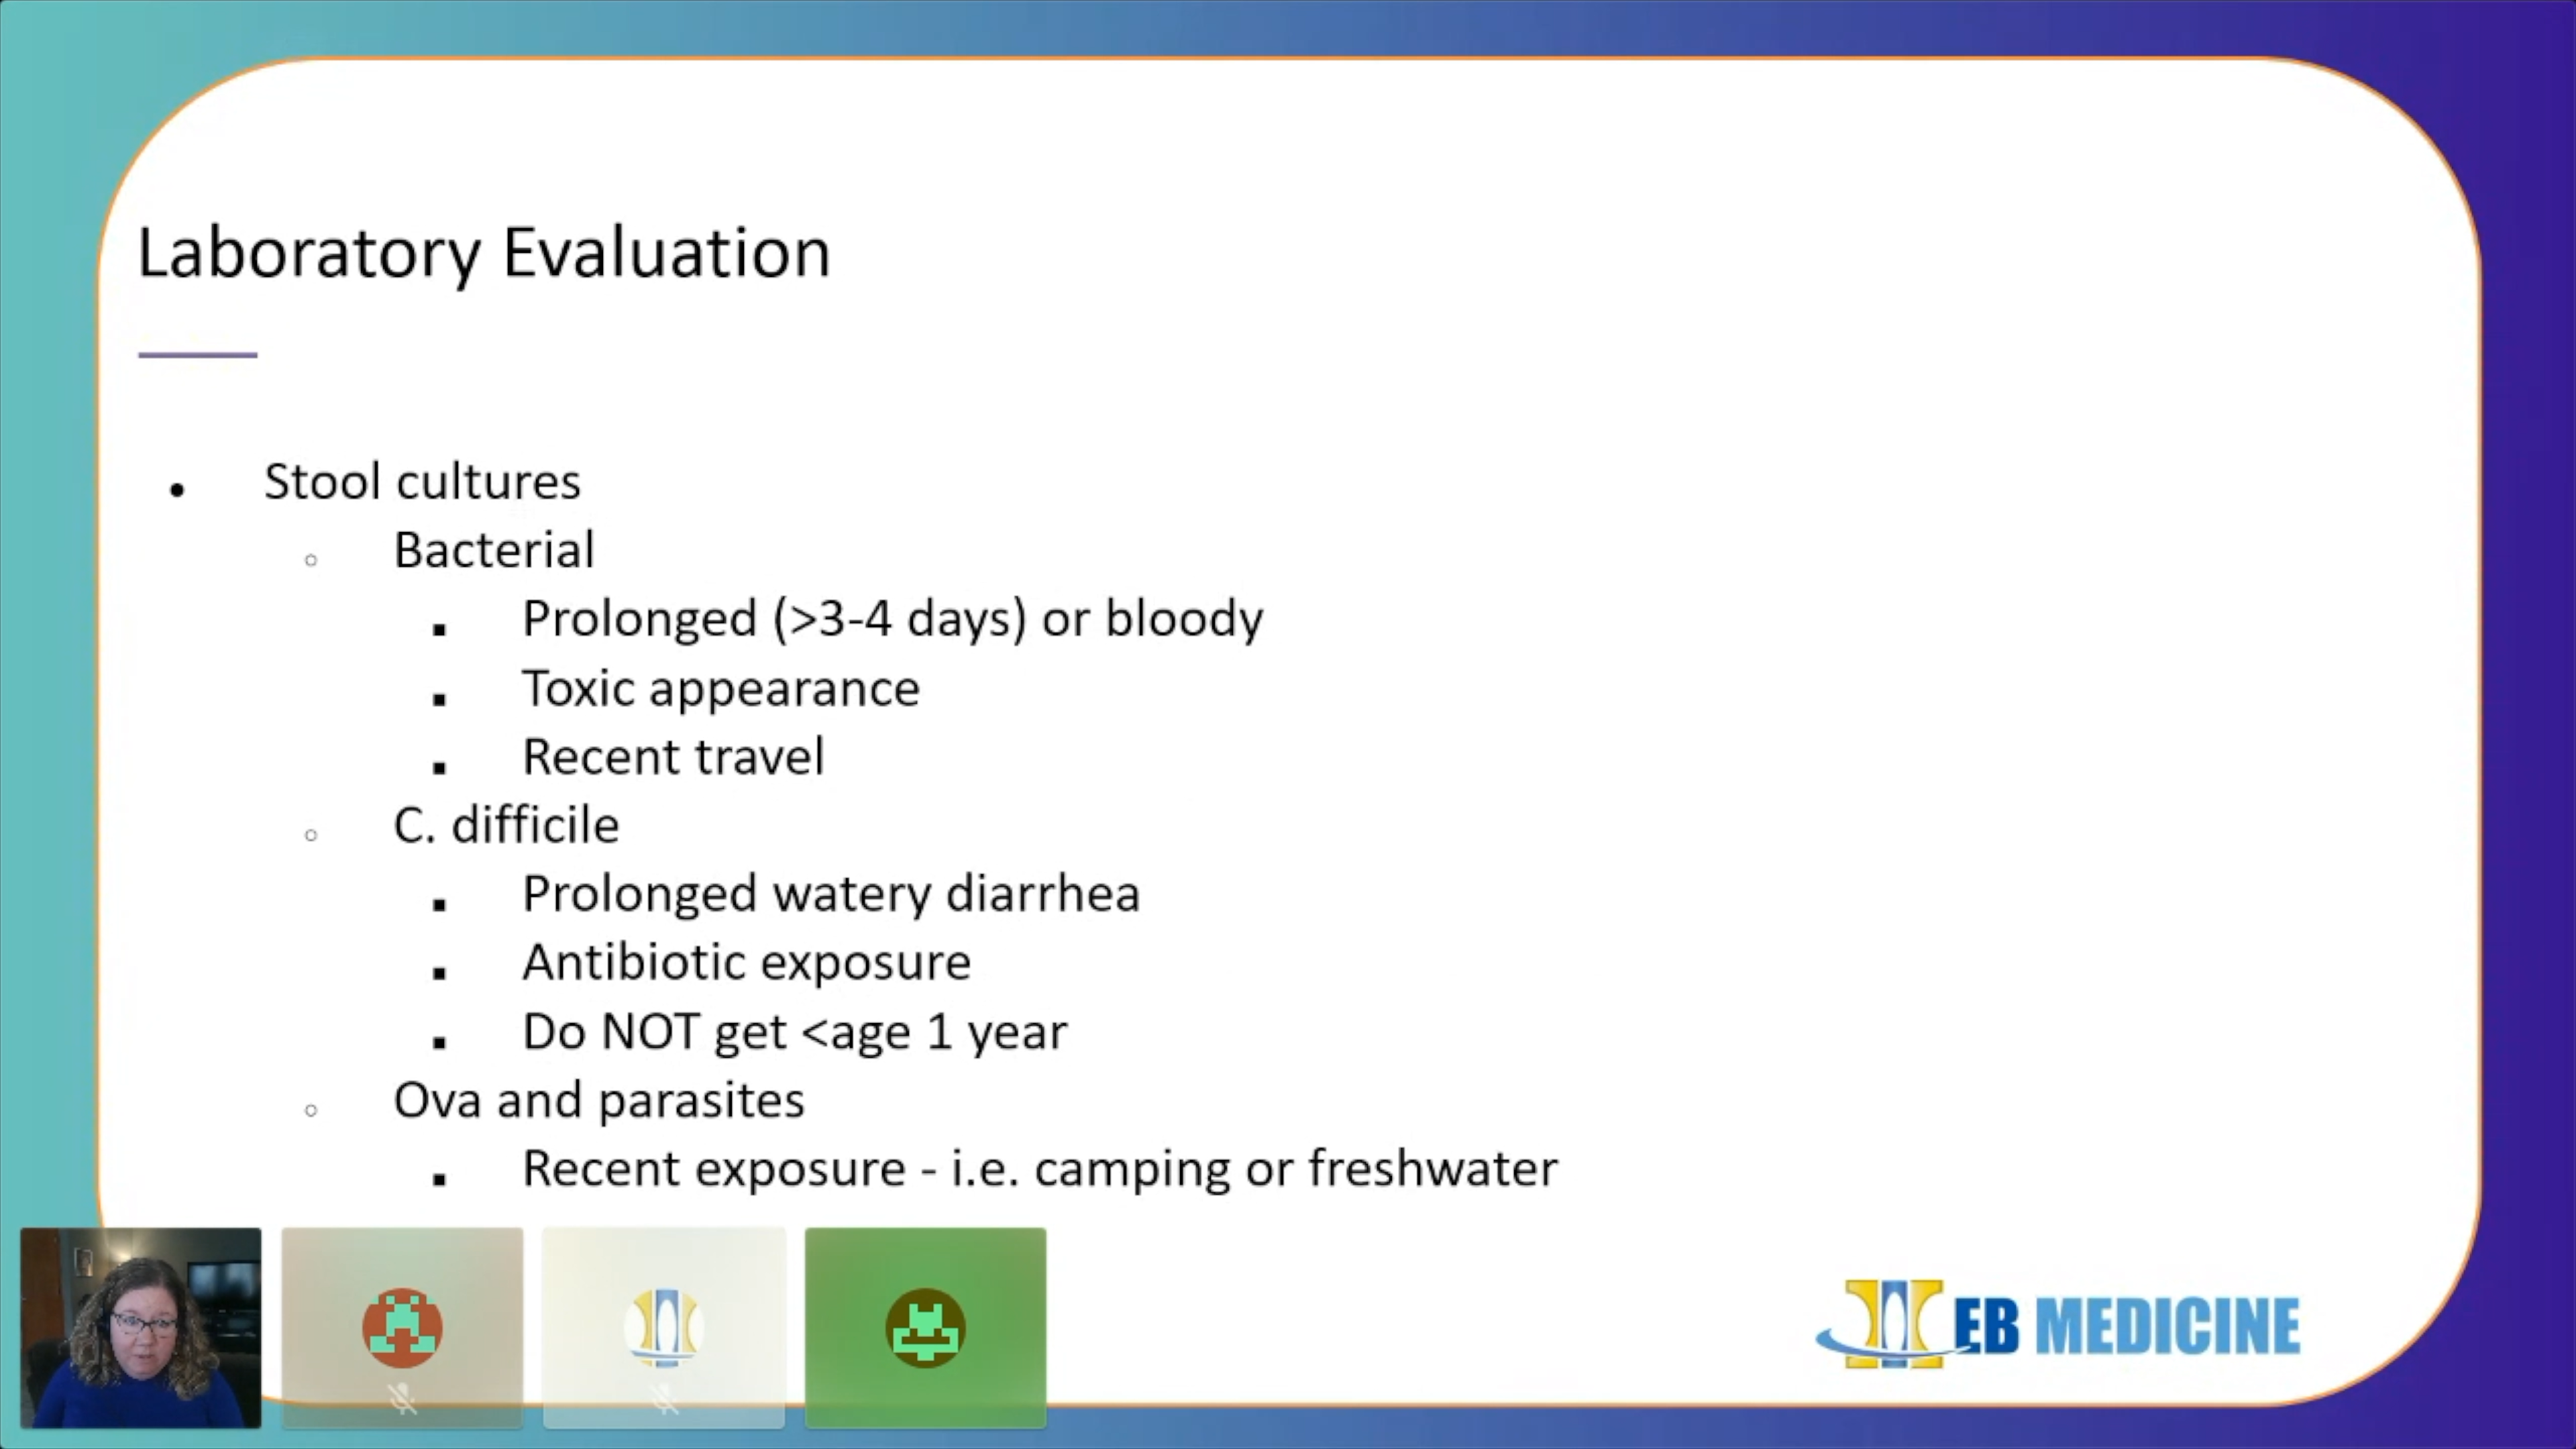 Laboratory Evaluation
• Stool cultures
○ Bacterial
▪ Prolonged (>3-4 days) or bloody
▪ Toxic appearance
▪ Recent travel
○ C. difficile
▪ Prolonged watery diarrhea
▪ Antibiotic exposure
▪ Do NOT get <age 1 year
○ Ova and parasites
▪ Recent exposure - i.e. camping or freshwater
EB MEDICINE